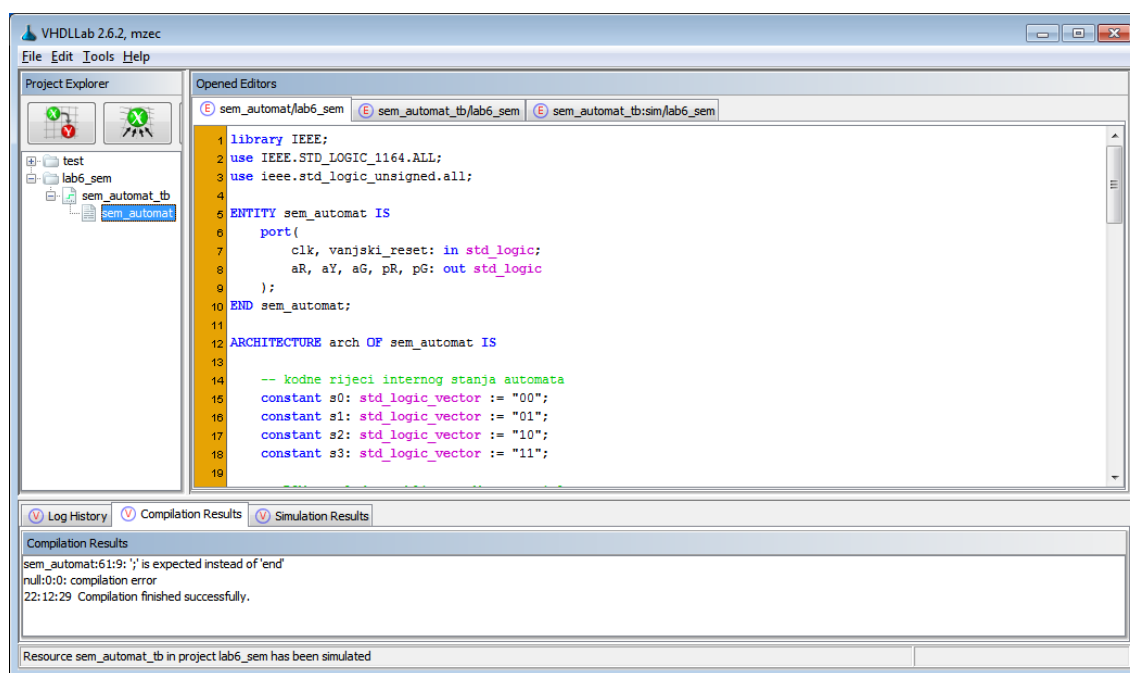 VHDLLab 2.6.2, mzec
File Edit Tools Help
Project Explorer
Opened Editors
E sem_automat/lab6_sem E sem_automat_tb/lab6_sem E sem_automat_tb:sim/lab6_sem
X Y X
test
lab6_sem
sem_automat_tb
sem_automat
1 library IEEE;
2 use IEEE.STD_LOGIC_1164.ALL;
3 use ieee.std_logic_unsigned.all;
4
5 ENTITY sem_automat IS
6 port(
7 clk, vanjski_reset: in std_logic;
8 aR, aY, aG, pR, pG: out std_logic
9 );
10 END sem_automat;
11
12 ARCHITECTURE arch OF sem_automat IS
13
14 -- kodne rijeci internog stanja automata
15 constant s0: std_logic_vector := "00";
16 constant s1: std_logic_vector := "01";
17 constant s2: std_logic_vector := "10";
18 constant s3: std_logic_vector := "11";
19
V Log History V Compilation Results V Simulation Results
Compilation Results
sem_automat:61:9: ';' is expected instead of 'end'
null:0:0: compilation error
22:12:29 Compilation finished successfully.
Resource sem_automat_tb in project lab6_sem has been simulated